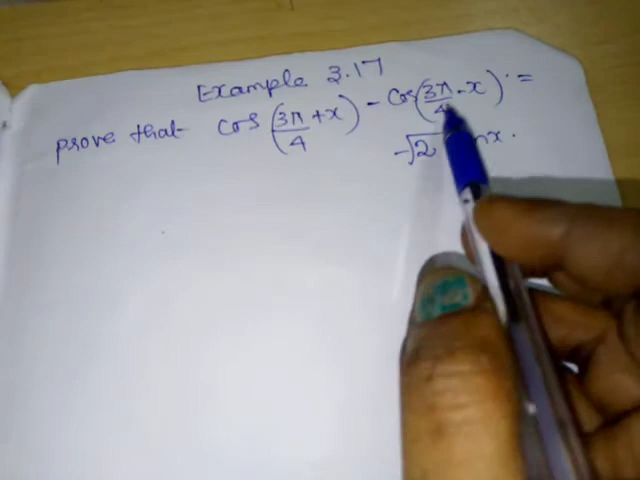 Example 3.17
prove that cos (3π/4 + x) - cos (3π/4 - x) =
-√2